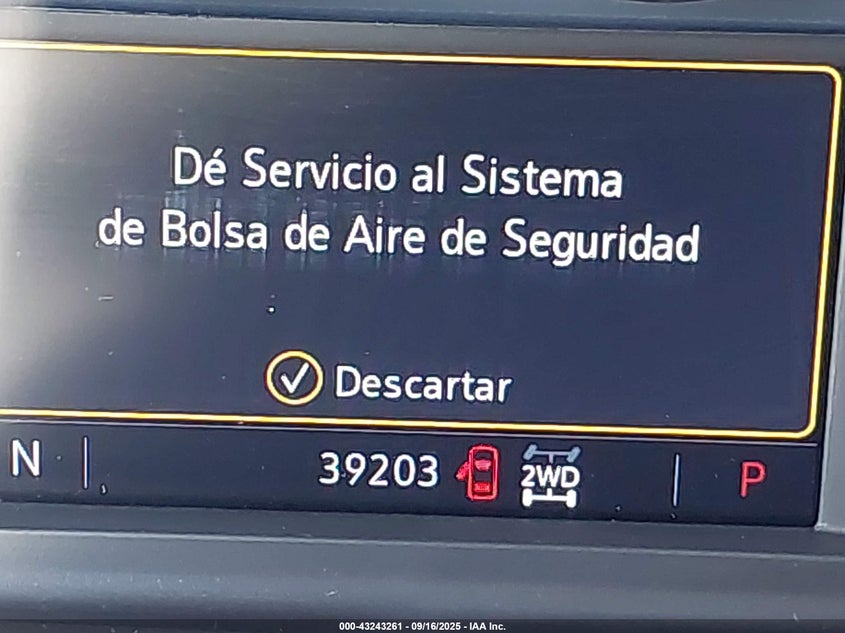 Dé Servicio al Sistema
de Bolsa de Aire de Seguridad
Descartar
N 39203 2WD P
000-43243261 - 09/16/2025 - IAA Inc.